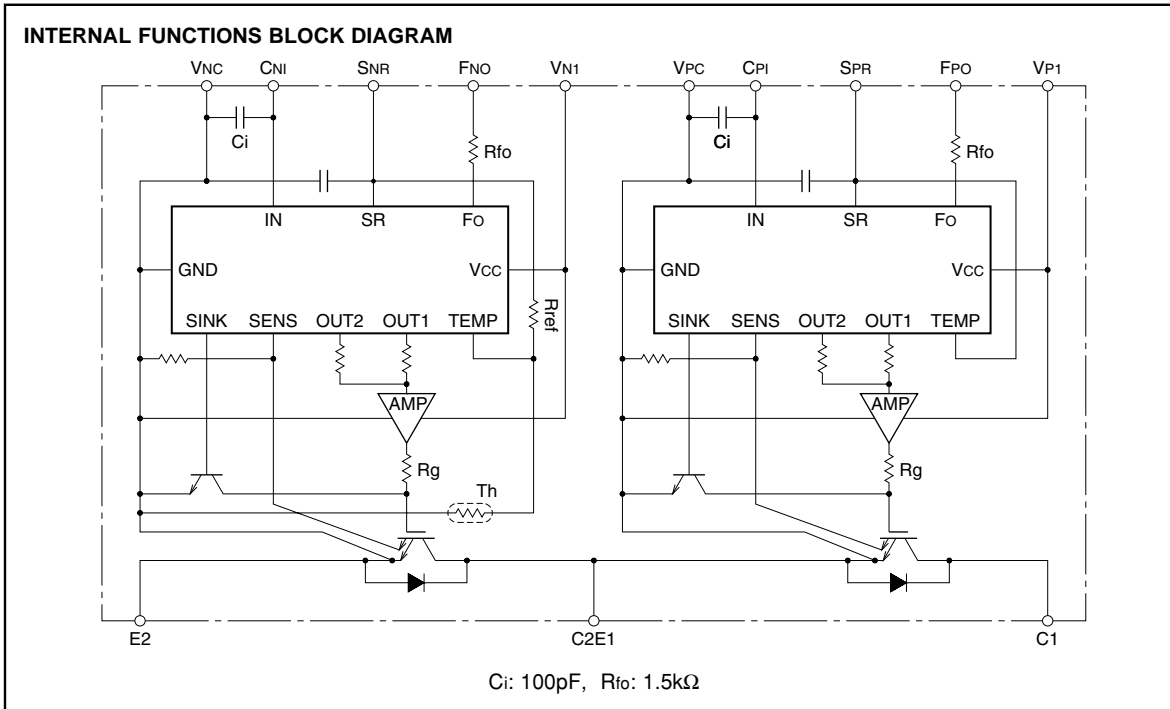 INTERNAL FUNCTIONS BLOCK DIAGRAM
VNC CNI SNR FNO VN1 VPC CPI SPR FPO VP1
Ci Rfo Ci Rfo
IN SR FO IN SR FO
GND VCC GND VCC
Rref
SINK SENS OUT2 OUT1 TEMP SINK SENS OUT2 OUT1 TEMP
AMP AMP
Rg Rg
Th
E2 C2E1 C1
Ci: 100pF, Rfo: 1.5kΩ